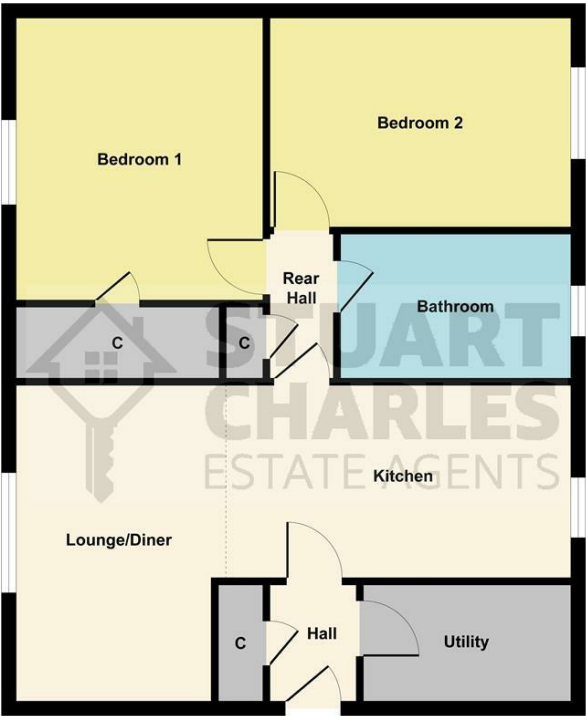 Bedroom 1
Bedroom 2
Rear
Hall
Bathroom
C
C
STUART
CHARLES
ESTATE AGENTS
Kitchen
Lounge/Diner
C
Hall
Utility